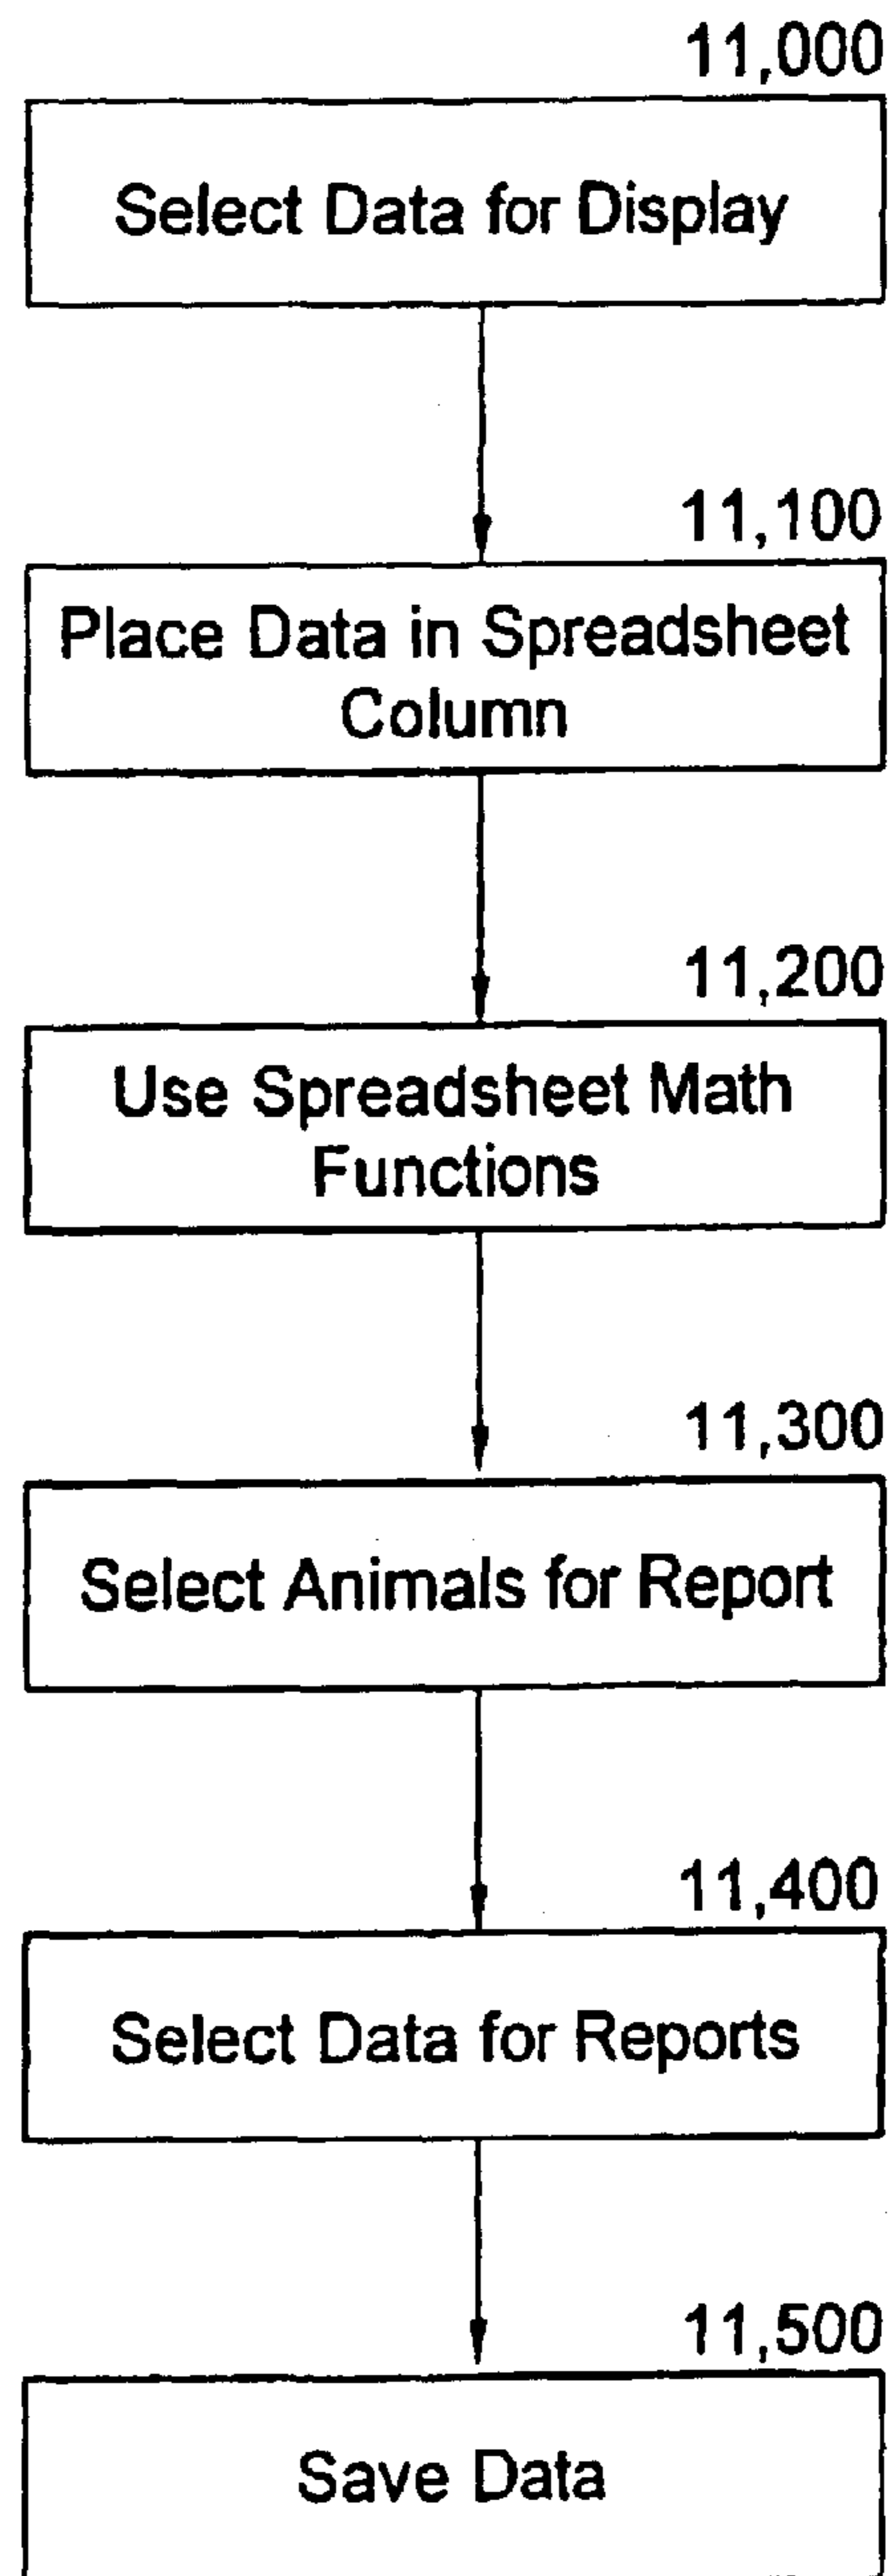 11,000
Select Data for Display
11,100
Place Data in Spreadsheet
Column
11,200
Use Spreadsheet Math
Functions
11,300
Select Animals for Report
11,400
Select Data for Reports
11,500
Save Data